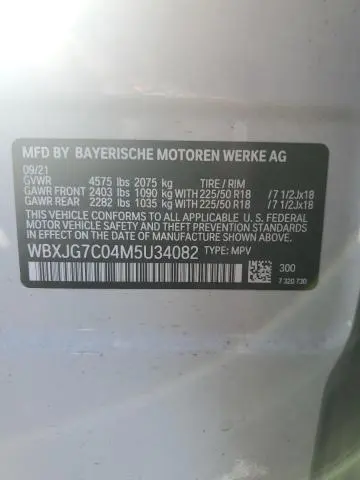 MFD BY BAYERISCHE MOTOREN WERKE AG
09/21
GVWR 4575 lbs 2075 kg TIRE / RIM
GAWR FRONT 2403 lbs 1090 kg WITH 225/50 R18 /7 1/2Jx18
GAWR REAR 2282 lbs 1035 kg WITH 225/50 R18 /7 1/2Jx18
THIS VEHICLE CONFORMS TO ALL APPLICABLE FEDERAL MOTOR
VEHICLE SAFETY, BUMPER, AND THEFT PREVENTION STANDARDS
IN EFFECT ON THE DATE OF MANUFACTURE SHOWN ABOVE.
WBXJG7C04M5U34082 TYPE: MPV
300
7 320 730